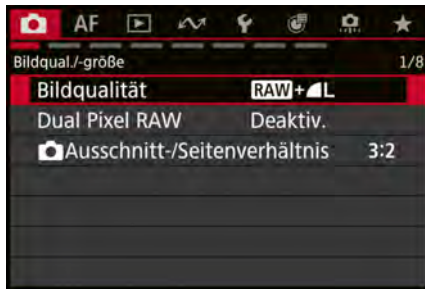 AF
Bildqual./-größe 1/8
Bildqualität RAW+L
Dual Pixel RAW Deaktiv.
Ausschnitt-/Seitenverhältnis 3:2